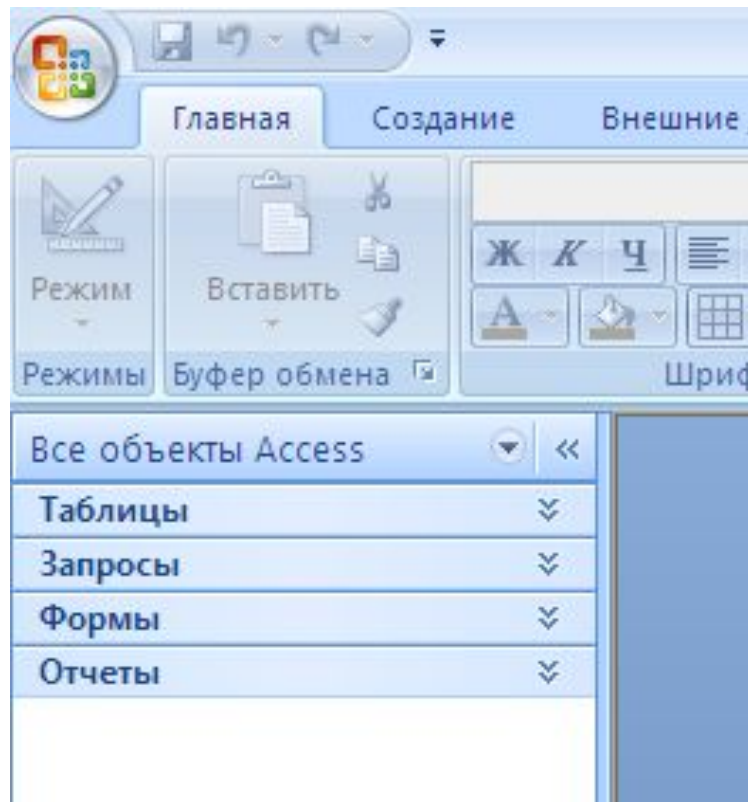 Главная Создание Внешние
Режим Вставить
Ж К Ч
А
Режимы Буфер обмена
Все объекты Access
Таблицы
Запросы
Формы
Отчеты